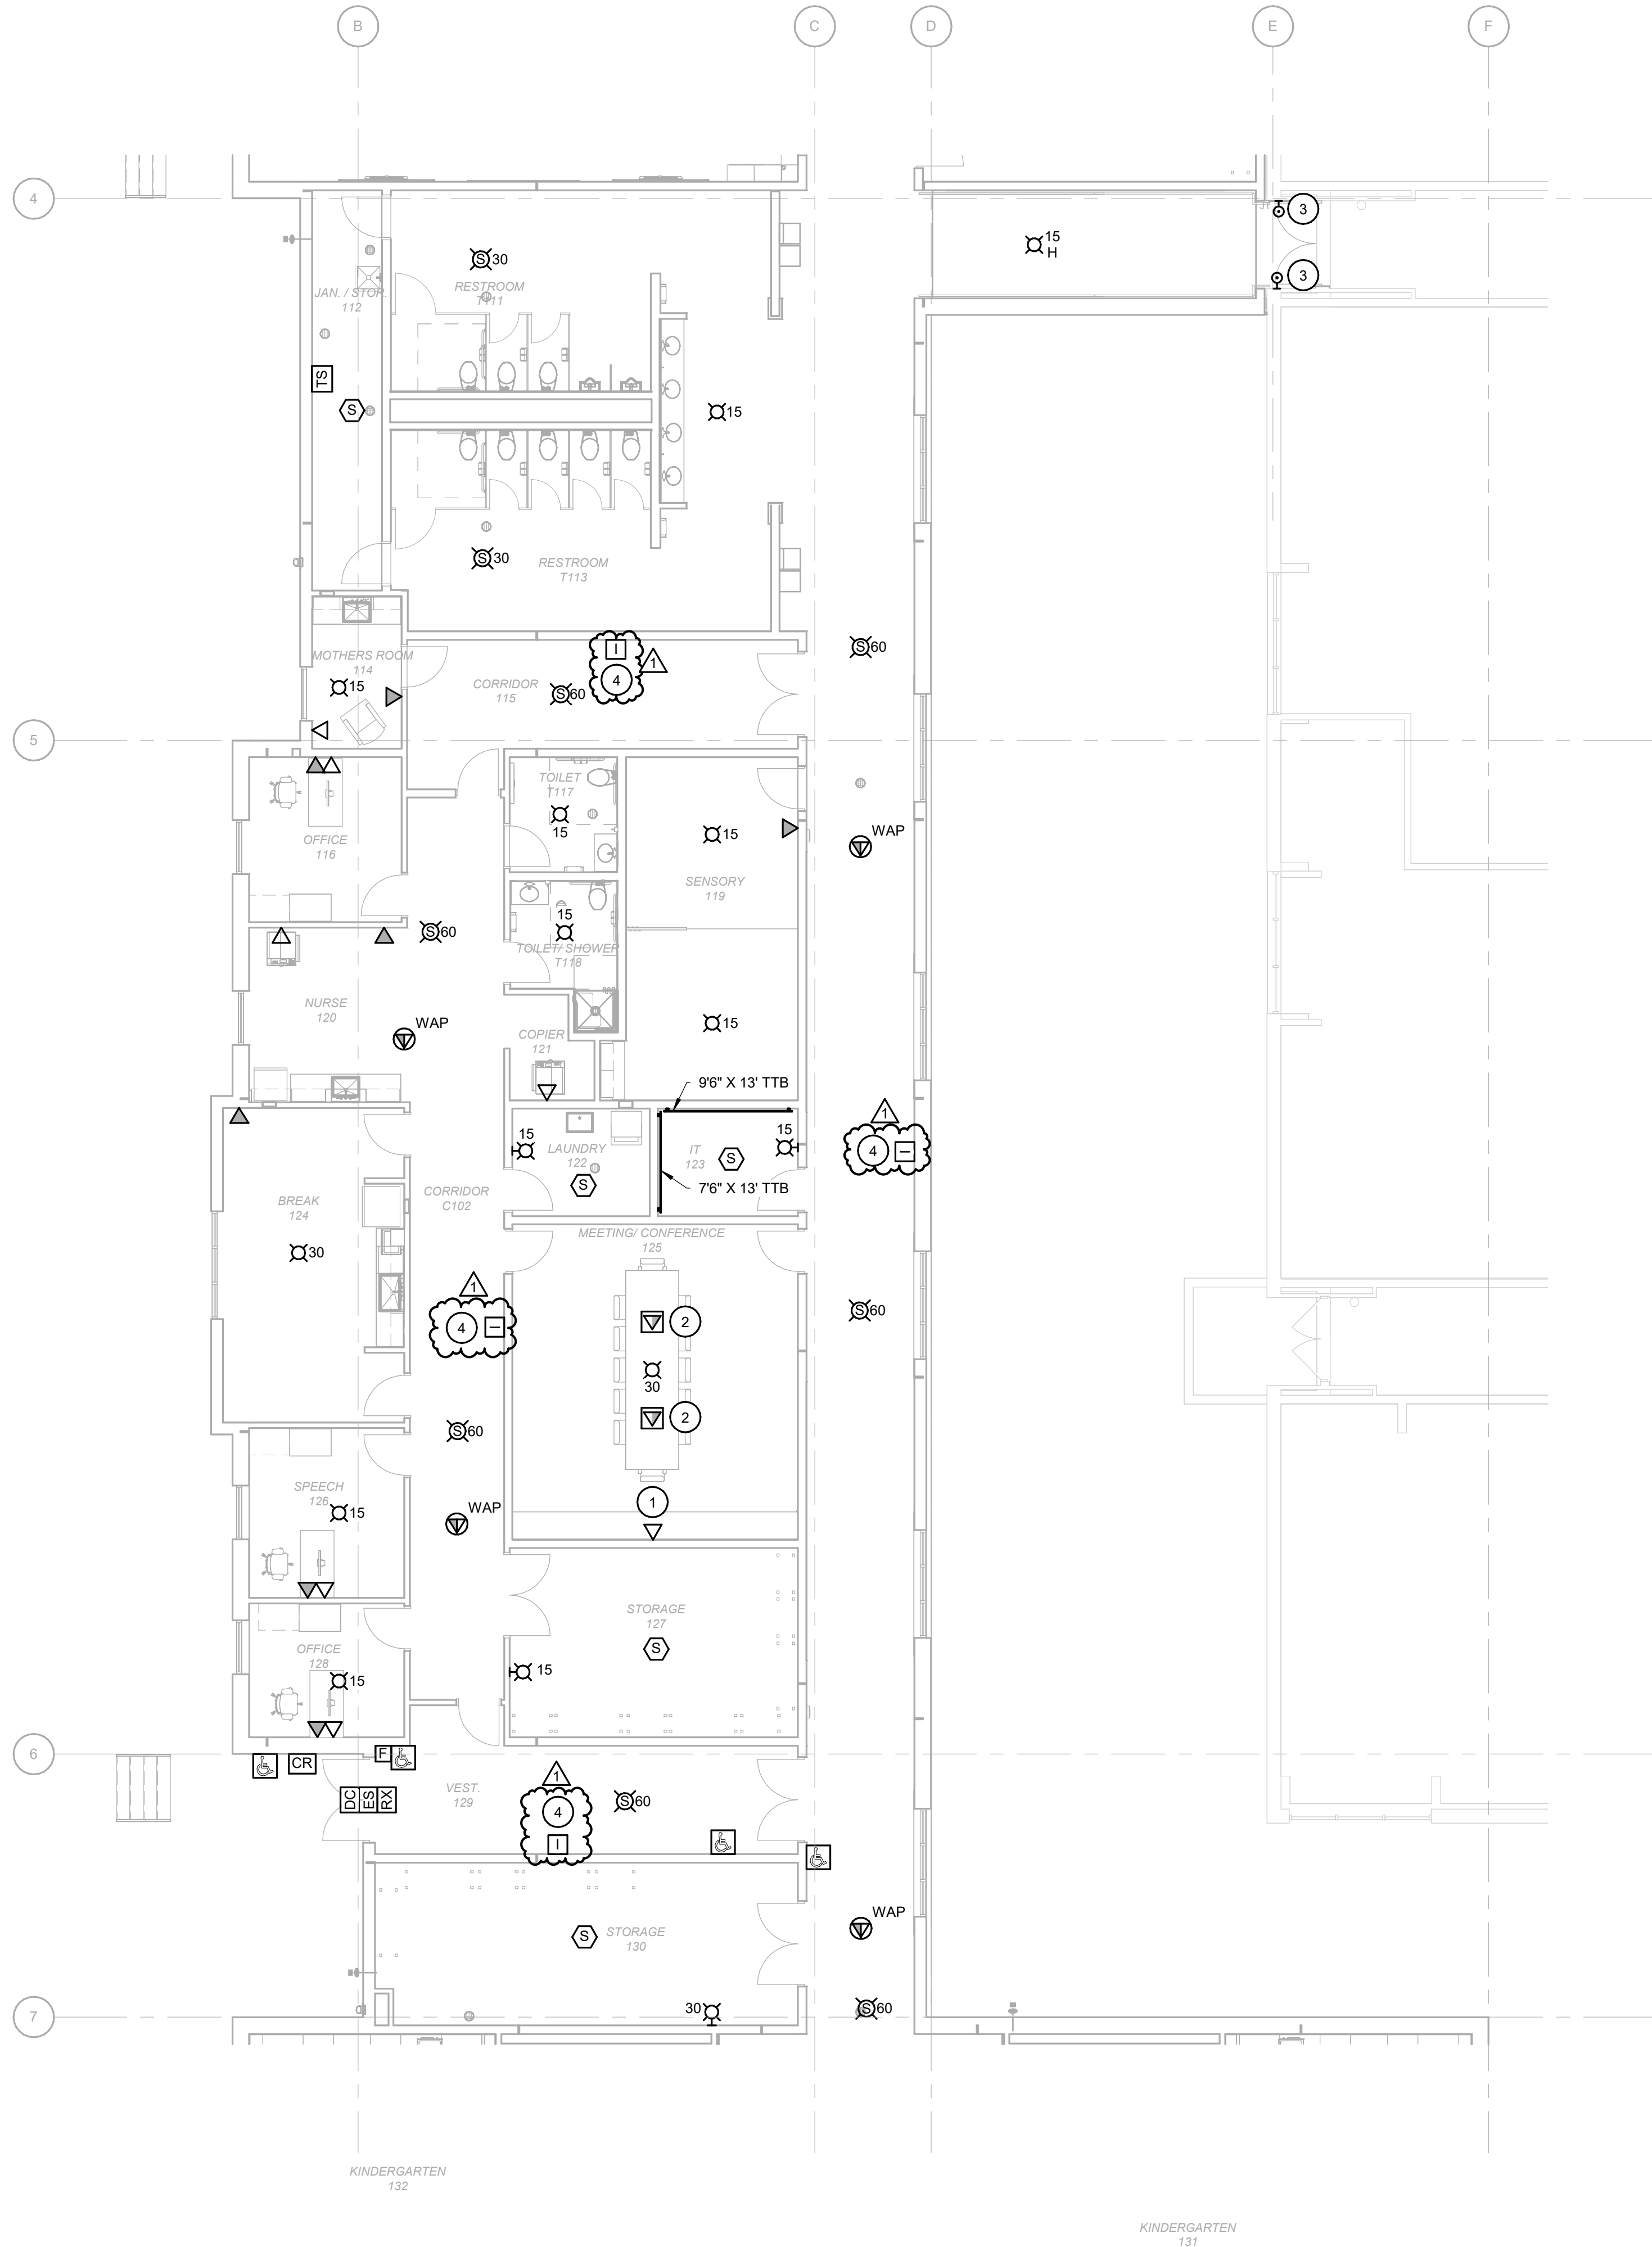 B
C
D
E
F
4
3
15
H
S 30
RESTROOM
T111
3
JAN. / STOR.
112
TS
S
15
S 30
RESTROOM
T113
I
1
S 60
MOTHERS ROOM
114
15
4
CORRIDOR
115
S 60
5
TOILET
T117
15
OFFICE
116
15
WAP
SENSORY
119
15
S 60
TOILET/ SHOWER
T118
NURSE
120
WAP
15
COPIER
121
9'6" X 13' TTB
1
15
LAUNDRY
122
S
IT
123
S
15
4
I
7'6" X 13' TTB
CORRIDOR
C102
BREAK
124
30
MEETING/ CONFERENCE
125
1
4
I
2
S 60
30
2
S 60
SPEECH
126
15
WAP
1
STORAGE
127
S
OFFICE
128
15
15
6
CR
F
DC
ES
RX
VEST.
129
1
4
I
S 60
WAP
S
STORAGE
130
30
S 60
7
KINDERGARTEN
132
KINDERGARTEN
131